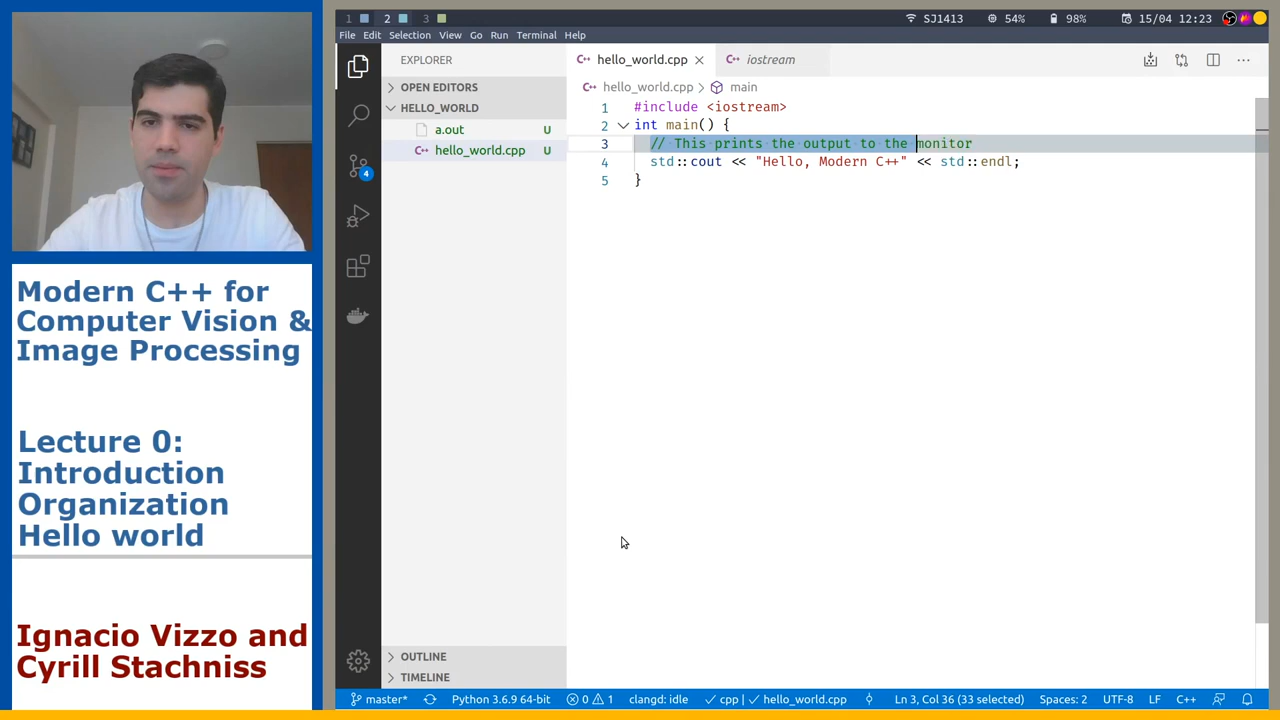 1 2 3 SJ1413 54% 98% 15/04 12:23
File Edit Selection View Go Run Terminal Help
EXPLORER
hello_world.cpp iostream
OPEN EDITORS
HELLO_WORLD
a.out U
hello_world.cpp U
4
hello_world.cpp main
1 #include <iostream>
2 int main() {
3 // This prints the output to the monitor
4 std::cout << "Hello, Modern C++" << std::endl;
5 }
Modern C++ for
Computer Vision &
Image Processing
Lecture 0:
Introduction
Organization
Hello world
Ignacio Vizzo and
Cyrill Stachniss
OUTLINE
TIMELINE
master* Python 3.6.9 64-bit 0 1 clangd: idle cpp | hello_world.cpp Ln 3, Col 36 (33 selected) Spaces: 2 UTF-8 LF C++